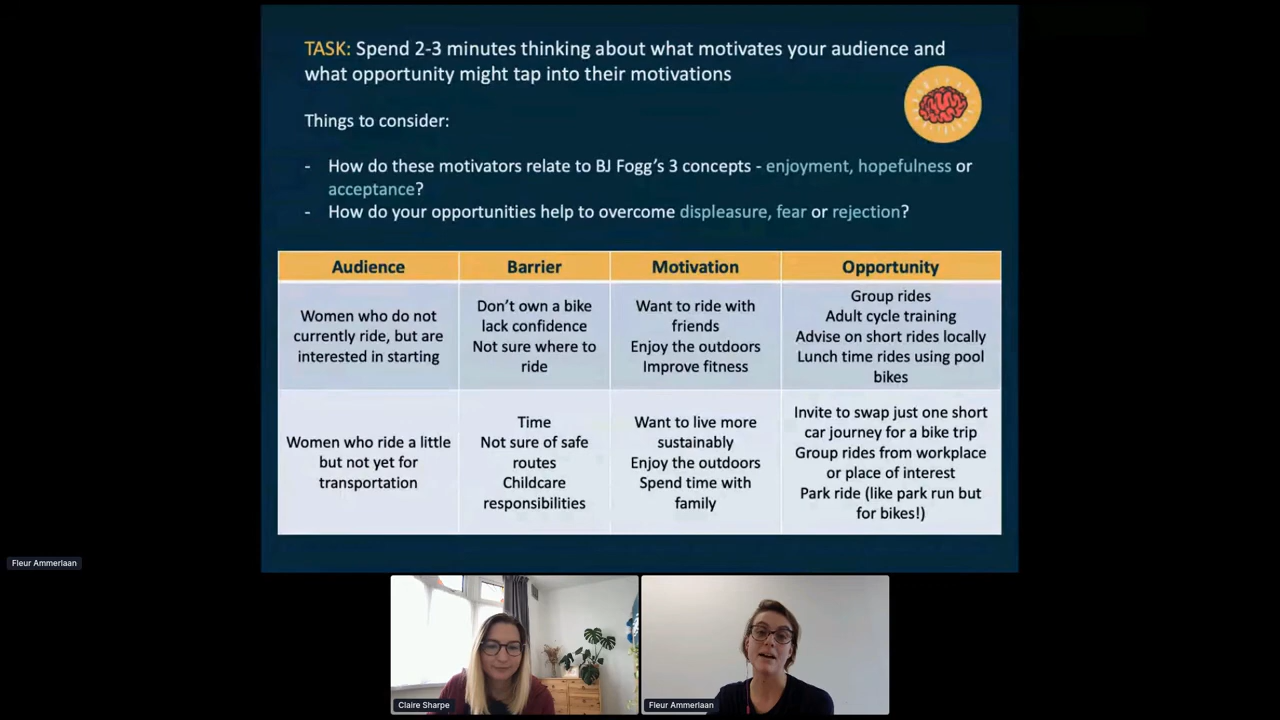 TASK: Spend 2-3 minutes thinking about what motivates your audience and
what opportunity might tap into their motivations
Things to consider:
- How do these motivators relate to BJ Fogg's 3 concepts - enjoyment, hopefulness or
acceptance?
- How do your opportunities help to overcome displeasure, fear or rejection?
Audience
Barrier
Motivation
Opportunity
Women who do not
currently ride, but are
interested in starting
Don't own a bike
lack confidence
Not sure where to
ride
Want to ride with
friends
Enjoy the outdoors
Improve fitness
Group rides
Adult cycle training
Advise on short rides locally
Lunch time rides using pool
bikes
Women who ride a little
but not yet for
transportation
Time
Not sure of safe
routes
Childcare
responsibilities
Want to live more
sustainably
Enjoy the outdoors
Spend time with
family
Invite to swap just one short
car journey for a bike trip
Group rides from workplace
or place of interest
Park ride (like park run but
for bikes!)
Fleur Ammerlaan
Claire Sharpe
Fleur Ammerlaan